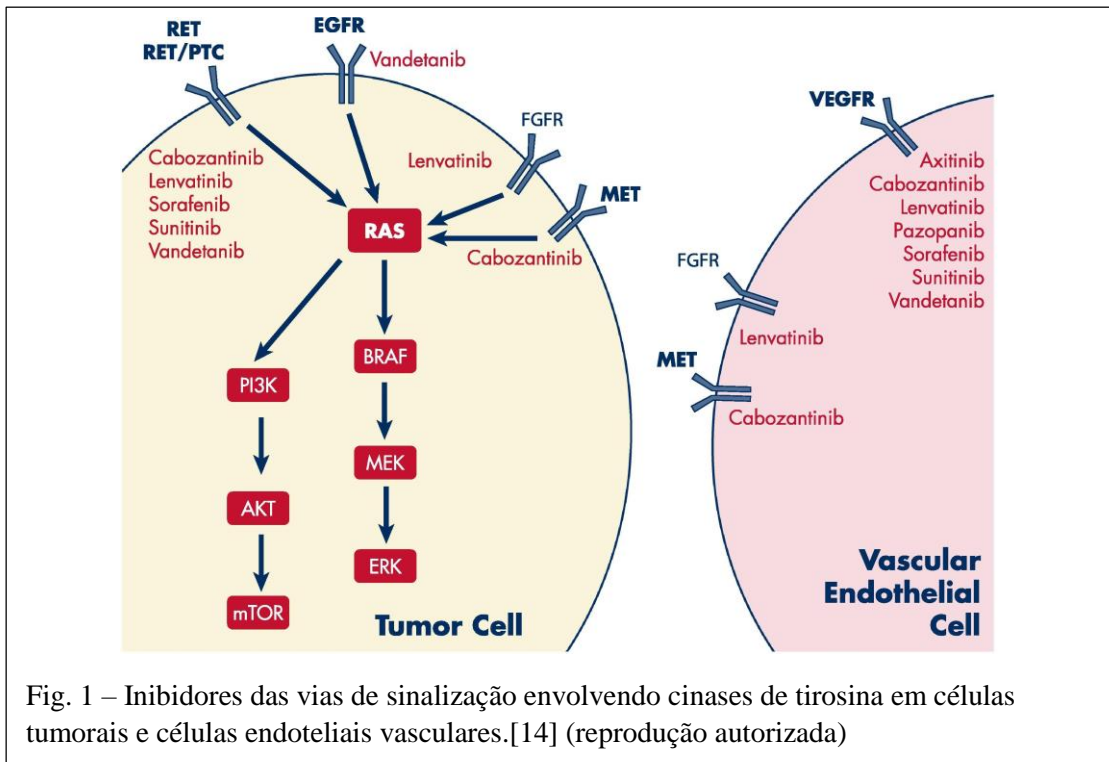 RET
RET/PTC
EGFR
Vandetanib
FGFR
Lenvatinib
MET
Cabozantinib
Cabozantinib
Lenvatinib
Sorafenib
Sunitinib
Vandetanib
RAS
PI3K
AKT
mTOR
BRAF
MEK
ERK
Tumor Cell
VEGFR
Axitinib
Cabozantinib
Lenvatinib
Pazopanib
Sorafenib
Sunitinib
Vandetanib
FGFR
Lenvatinib
MET
Cabozantinib
Vascular
Endothelial
Cell
Fig. 1 – Inibidores das vias de sinalização envolvendo cinases de tirosina em células
tumorais e células endoteliais vasculares.[14] (reprodução autorizada)